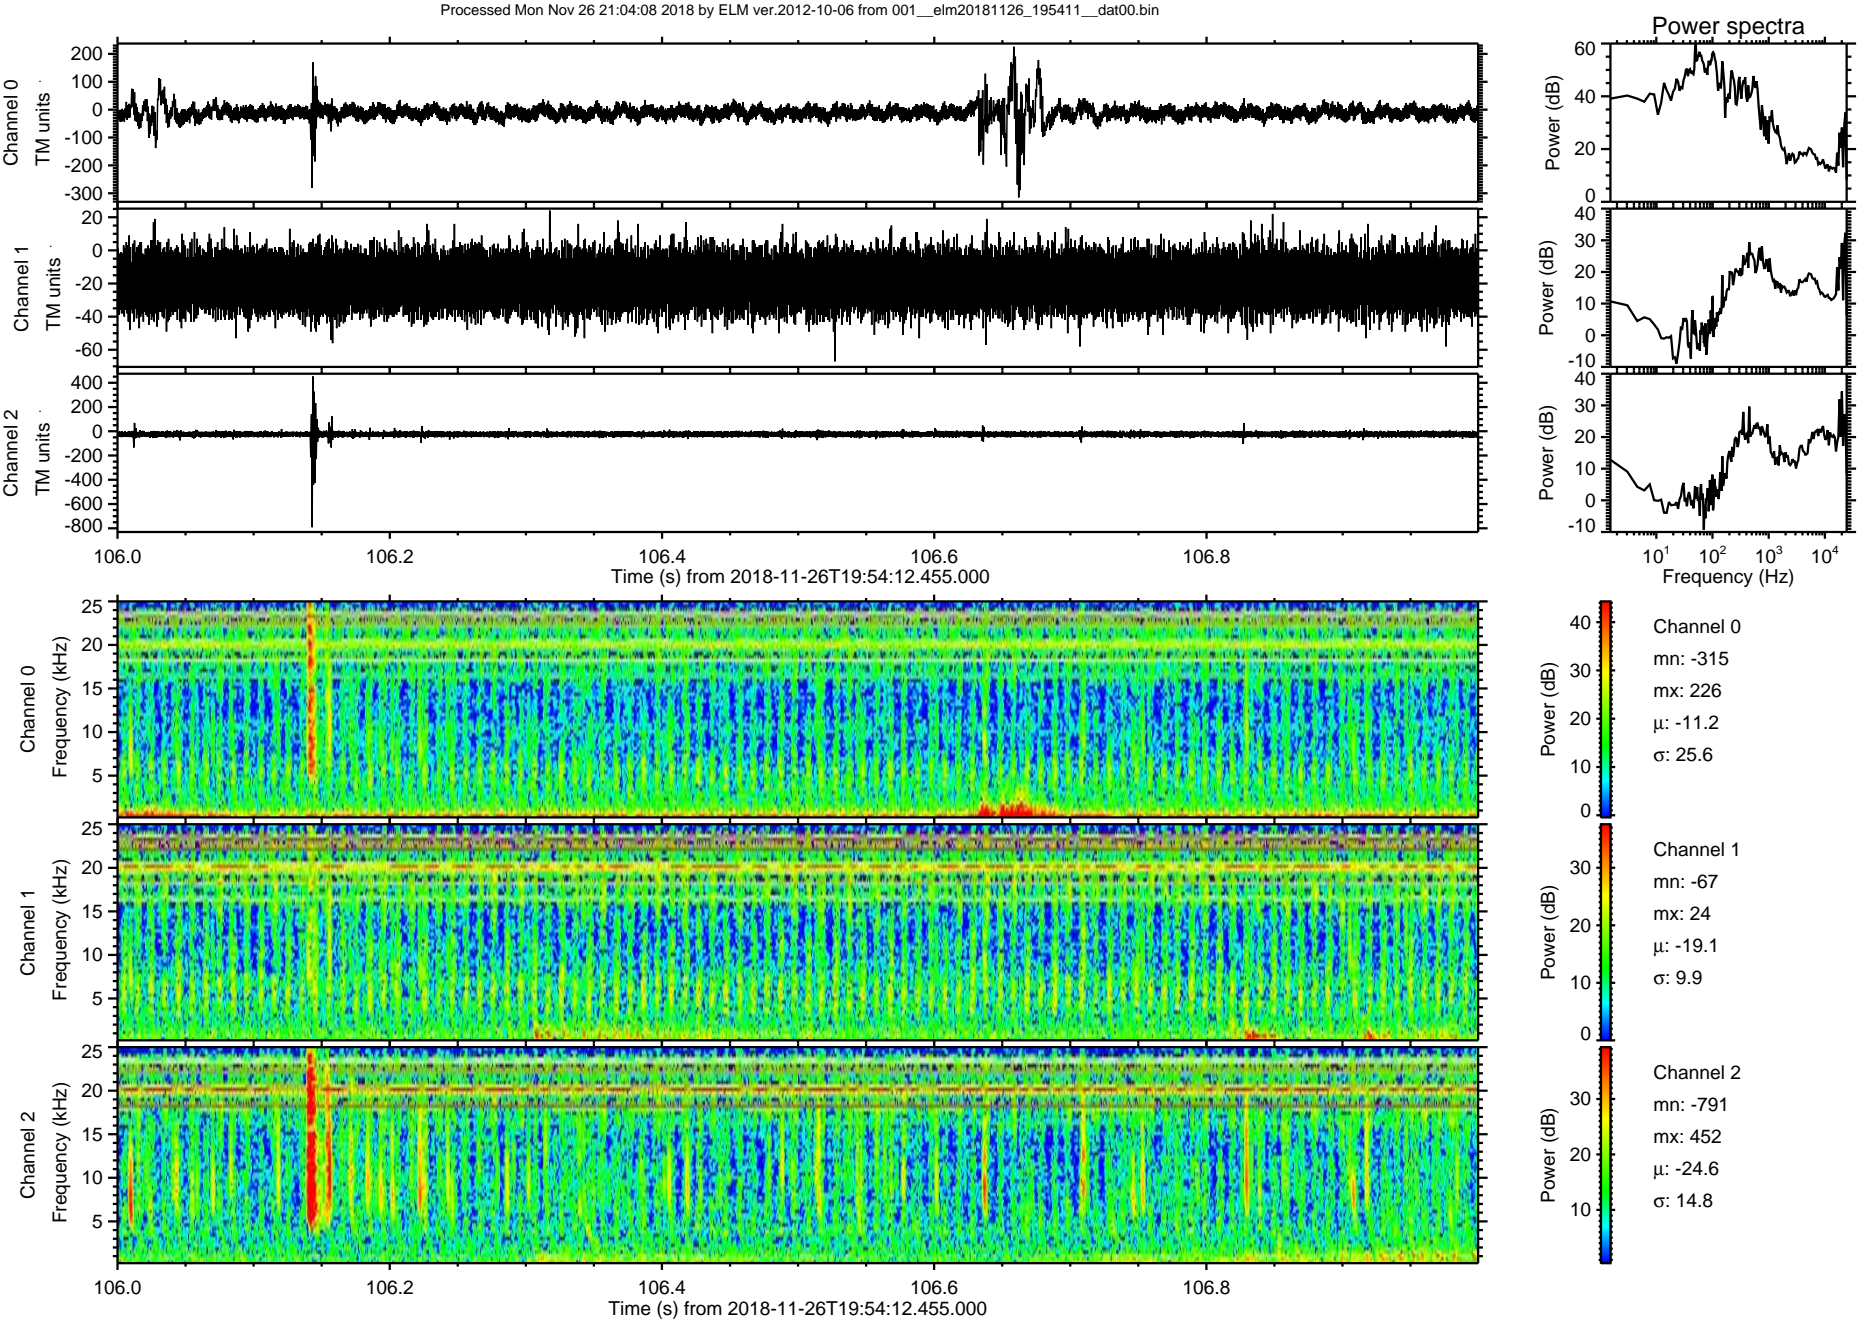 Processed Mon Nov 26 21:04:08 2018 by ELM ver.2012-10-06 from 001__elm20181126_195411__dat00.bin
Power spectra
Channel 0
TM units
200
100
0
-100
-200
-300
Power (dB)
60
40
20
0
Channel 1
TM units
20
0
-20
-40
-60
Power (dB)
40
30
20
10
0
-10
Channel 2
TM units
400
200
0
-200
-400
-600
-800
Power (dB)
40
30
20
10
0
-10
106.0 106.2 106.4 106.6 106.8
Time (s) from 2018-11-26T19:54:12.455.000
10¹ 10² 10³ 10⁴
Frequency (Hz)
Channel 0
Frequency (kHz)
25
20
15
10
5
Power (dB)
40
30
20
10
0
Channel 0
mn: -315
mx: 226
μ: -11.2
σ: 25.6
Channel 1
Frequency (kHz)
25
20
15
10
5
Power (dB)
30
20
10
0
Channel 1
mn: -67
mx: 24
μ: -19.1
σ: 9.9
Channel 2
Frequency (kHz)
25
20
15
10
5
Power (dB)
30
20
10
Channel 2
mn: -791
mx: 452
μ: -24.6
σ: 14.8
106.0 106.2 106.4 106.6 106.8
Time (s) from 2018-11-26T19:54:12.455.000